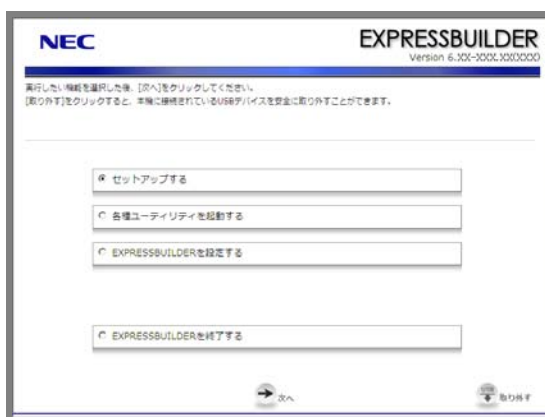 NEC
EXPRESSBUILDER
Version 6.XX-XXX.XX(XXX)
実行したい機能を選択した後、[次へ]をクリックしてください。
[取り外す]をクリックすると、本機に接続されているUSBデバイスを安全に取り外すことができます。
セットアップする
各種ユーティリティを起動する
EXPRESSBUILDERを設定する
EXPRESSBUILDERを終了する
次へ
USB
取り外す